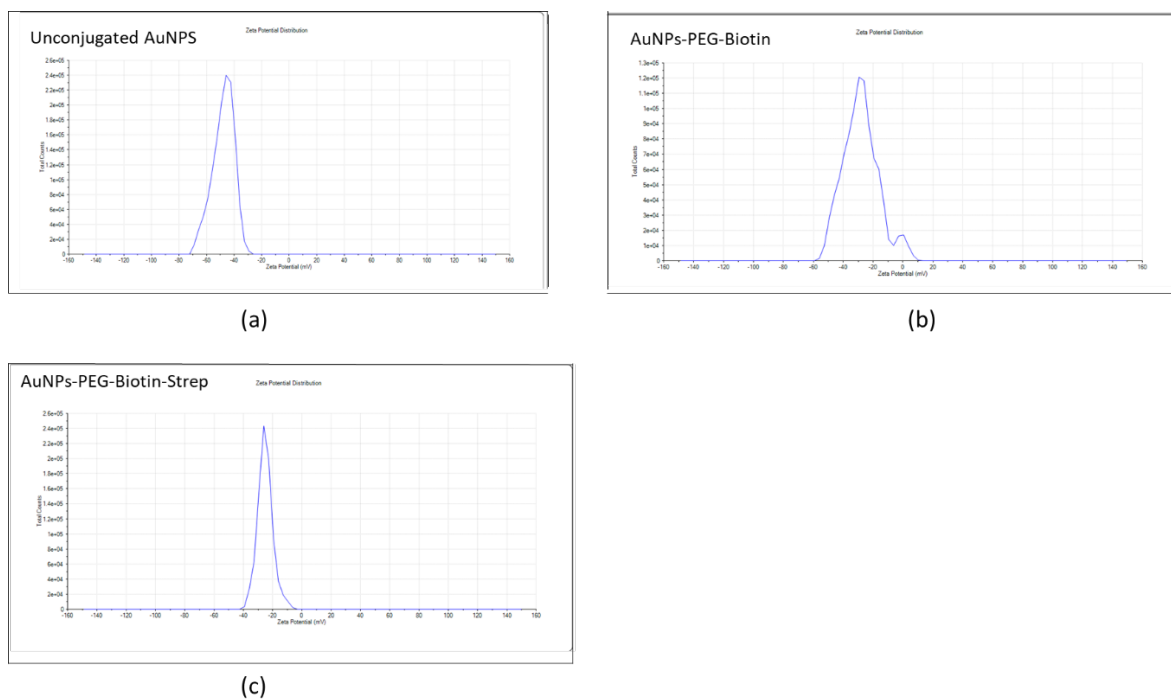 Unconjugated AuNPS
Zeta Potential Distribution
2.6e+05
2.4e+05
2.2e+05
2e+05
1.8e+05
1.6e+05
1.4e+05
1.2e+05
1e+05
8e+04
6e+04
4e+04
2e+04
0
Total Counts
-160 -140 -120 -100 -80 -60 -40 -20 0 20 40 60 80 100 120 140 160
Zeta Potential (mV)
(a)
AuNPs-PEG-Biotin
Zeta Potential Distribution
1.3e+05
1.2e+05
1.1e+05
1e+05
9e+04
8e+04
7e+04
6e+04
5e+04
4e+04
3e+04
2e+04
1e+04
0
Total Counts
-160 -140 -120 -100 -80 -60 -40 -20 0 20 40 60 80 100 120 140 160
Zeta Potential (mV)
(b)
AuNPs-PEG-Biotin-Strep
Zeta Potential Distribution
2.6e+05
2.4e+05
2.2e+05
2e+05
1.8e+05
1.6e+05
1.4e+05
1.2e+05
1e+05
8e+04
6e+04
4e+04
2e+04
0
Total Counts
-160 -140 -120 -100 -80 -60 -40 -20 0 20 40 60 80 100 120 140 160
Zeta Potential (mV)
(c)